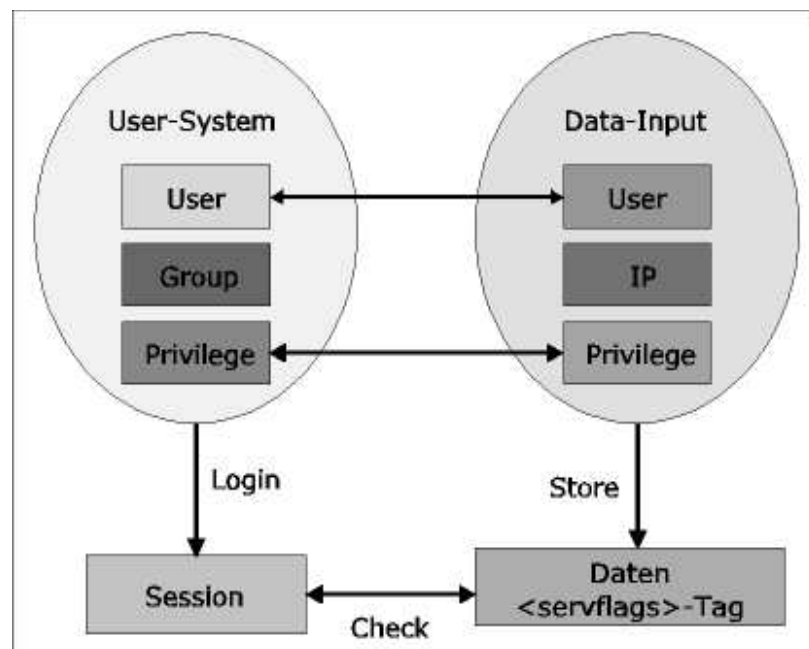 User-System
Data-Input
User
User
Group
IP
Privilege
Privilege
Login
Store
Session
Daten
<servflags>-Tag
Check